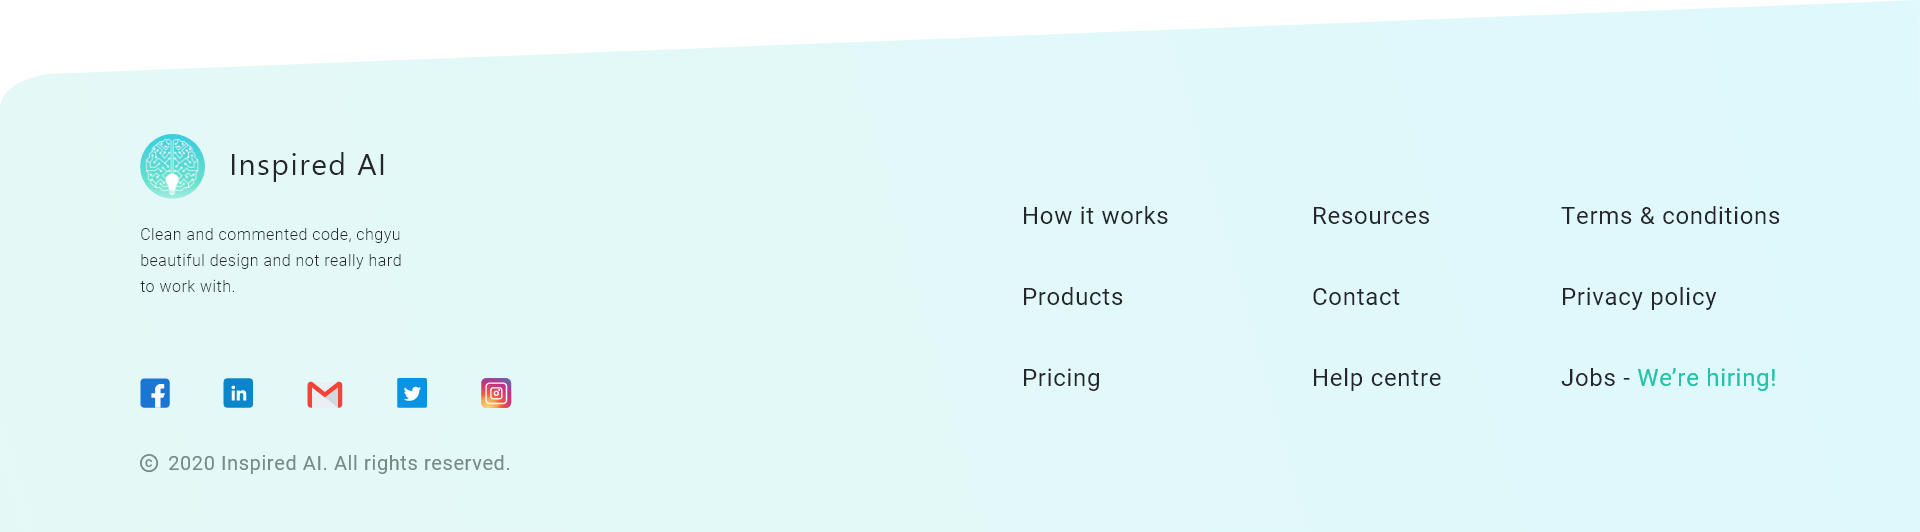 Inspired AI
Clean and commented code, chgyu
beautiful design and not really hard
to work with.
in
© 2020 Inspired AI. All rights reserved.
How it works
Resources
Terms & conditions
Products
Contact
Privacy policy
Pricing
Help centre
Jobs - We’re hiring!